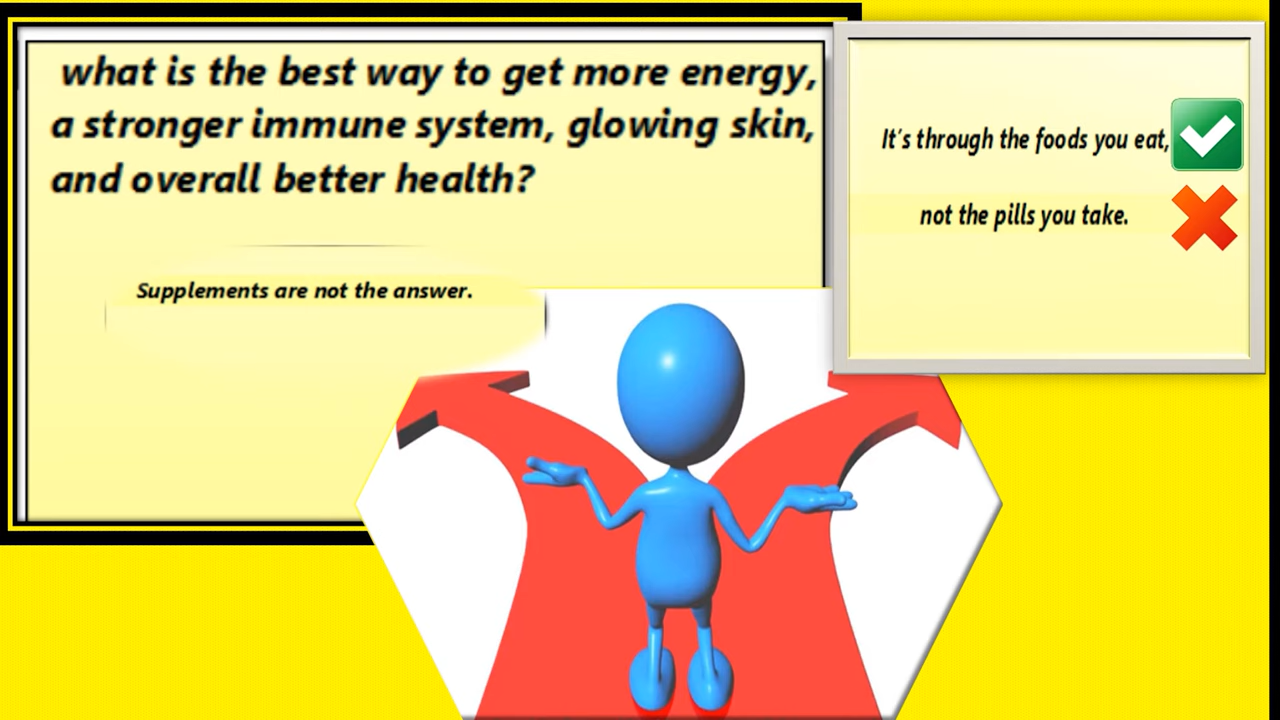 what is the best way to get more energy,
a stronger immune system, glowing skin,
and overall better health?
Supplements are not the answer.
It's through the foods you eat,
not the pills you take.